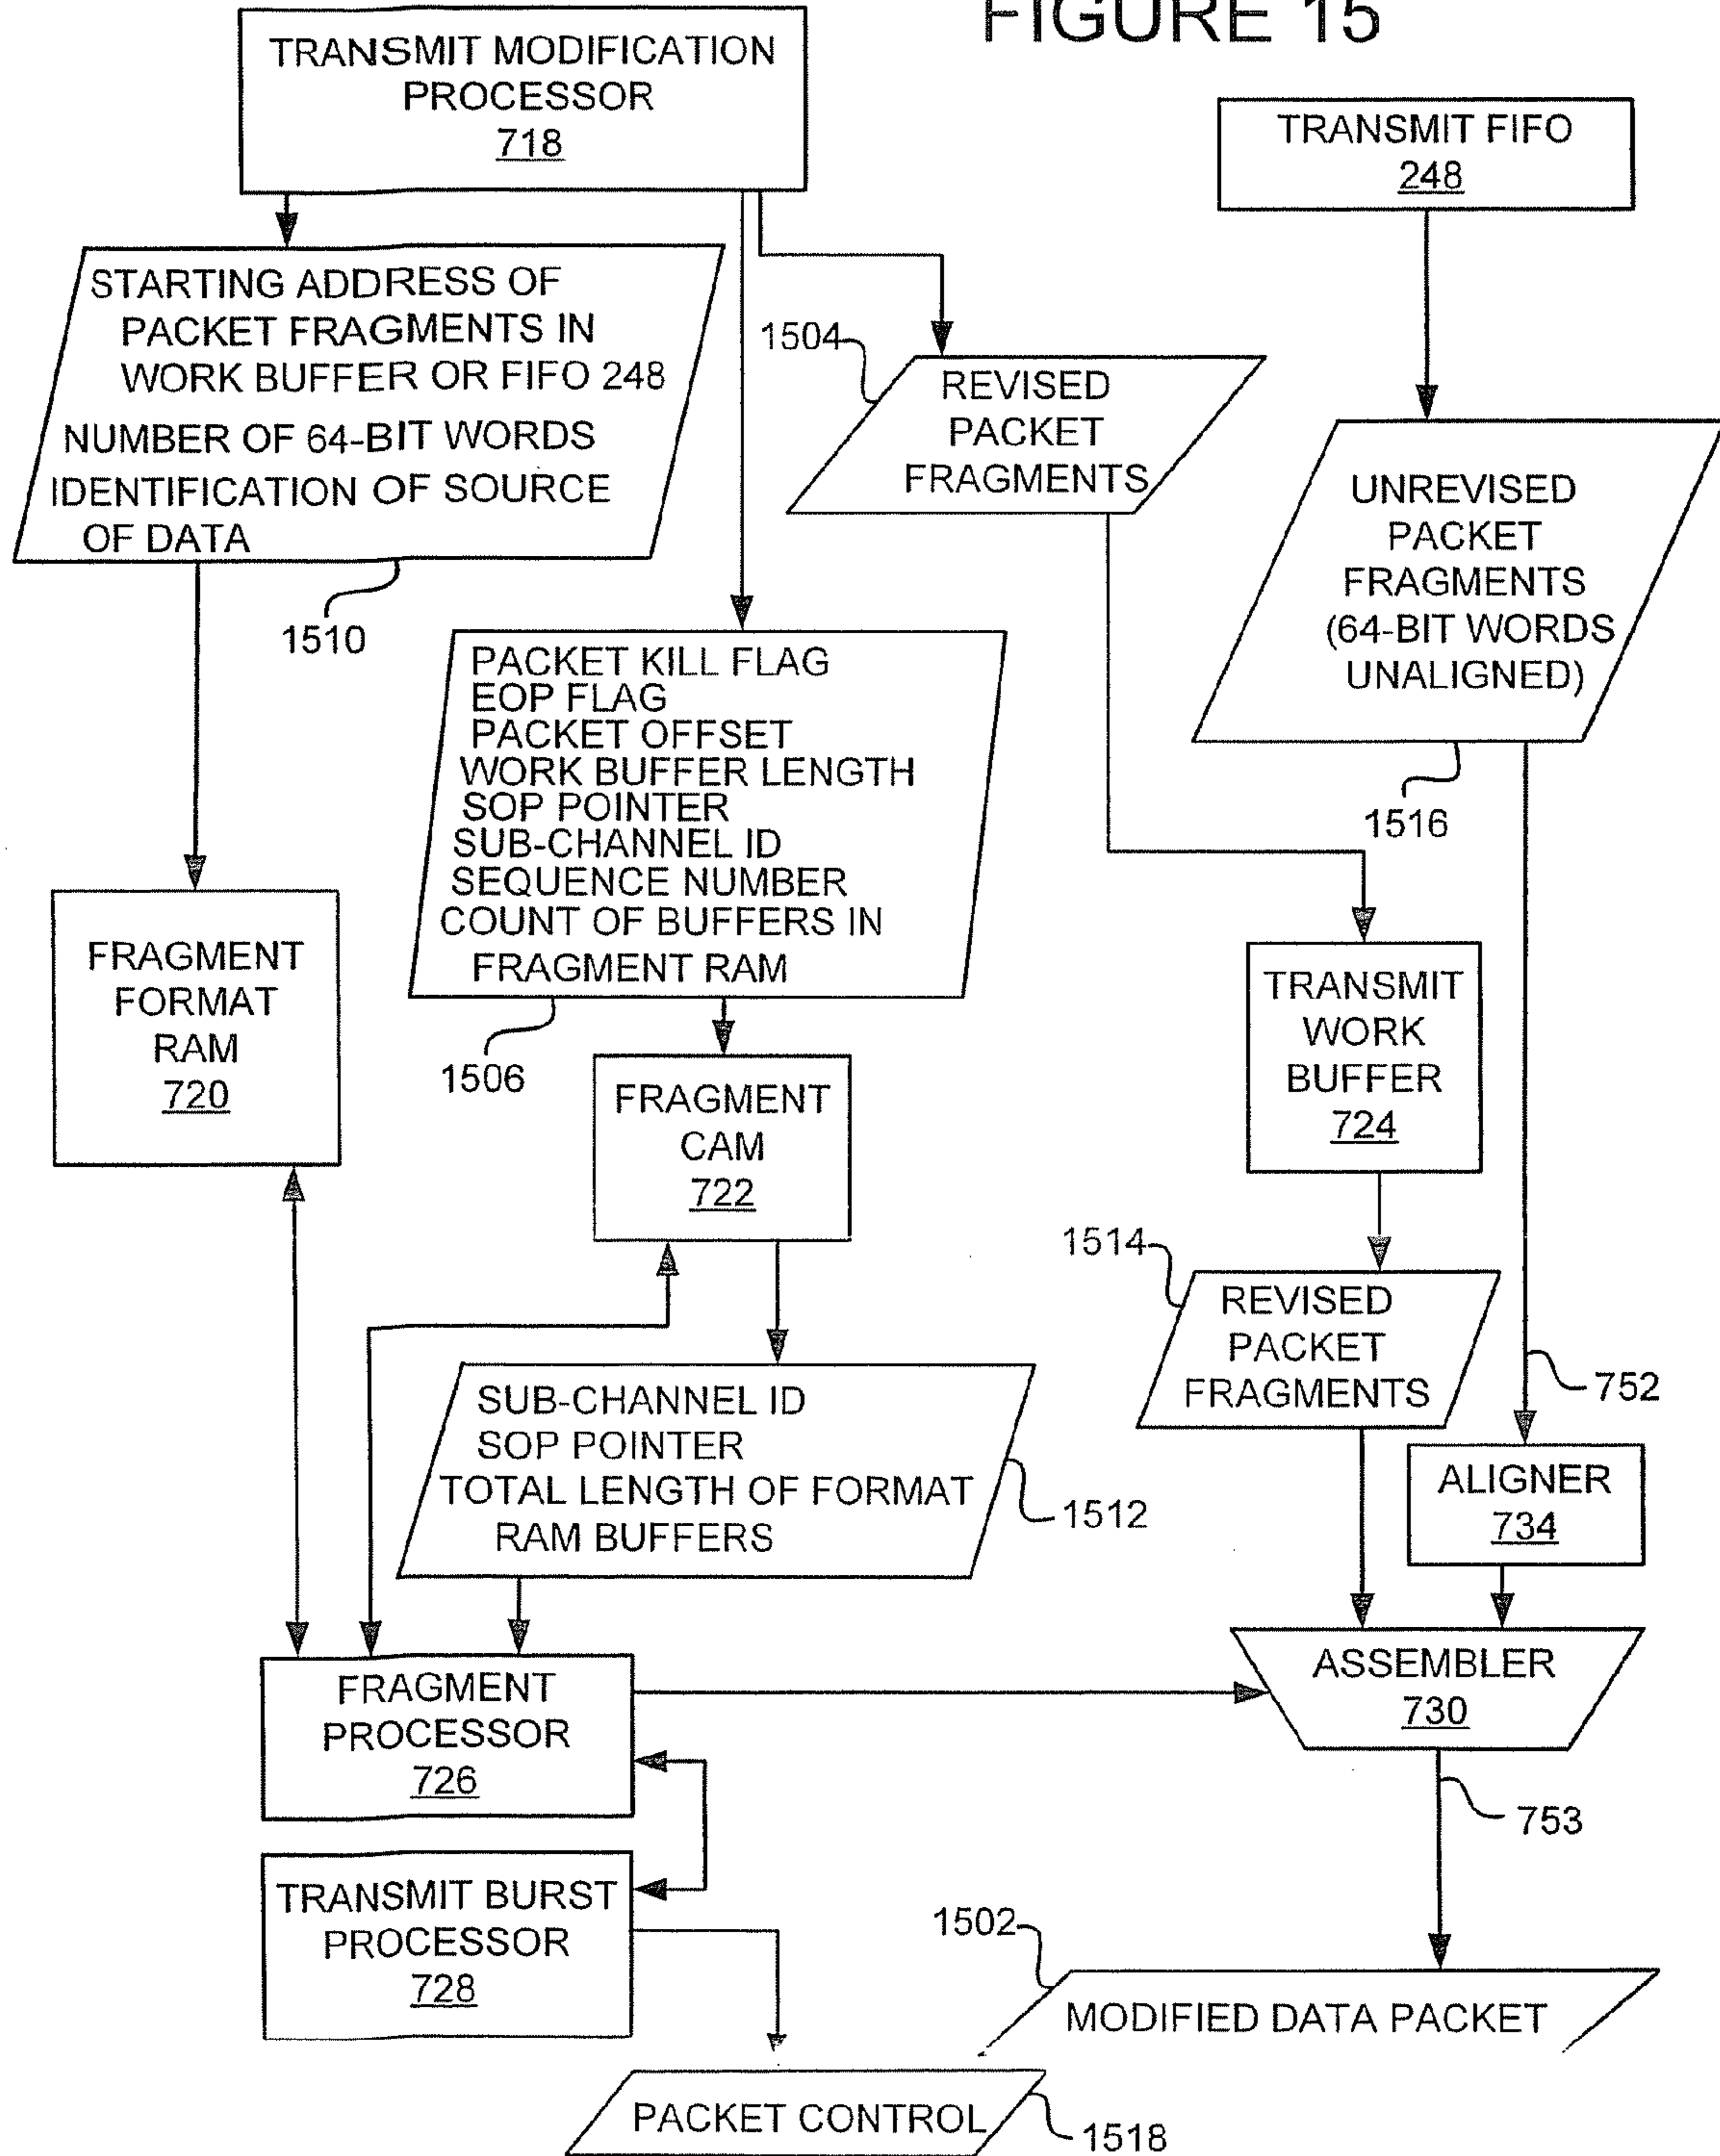 FIGURE 15
TRANSMIT MODIFICATION
PROCESSOR
718
TRANSMIT FIFO
248
STARTING ADDRESS OF
PACKET FRAGMENTS IN
WORK BUFFER OR FIFO 248
NUMBER OF 64-BIT WORDS
IDENTIFICATION OF SOURCE
OF DATA
1510
1504
REVISED
PACKET
FRAGMENTS
UNREVISED
PACKET
FRAGMENTS
(64-BIT WORDS
UNALIGNED)
1516
PACKET KILL FLAG
EOP FLAG
PACKET OFFSET
WORK BUFFER LENGTH
SOP POINTER
SUB-CHANNEL ID
SEQUENCE NUMBER
COUNT OF BUFFERS IN
FRAGMENT RAM
1506
FRAGMENT
FORMAT
RAM
720
FRAGMENT
CAM
722
TRANSMIT
WORK
BUFFER
724
1514
REVISED
PACKET
FRAGMENTS
752
SUB-CHANNEL ID
SOP POINTER
TOTAL LENGTH OF FORMAT
RAM BUFFERS
1512
ALIGNER
734
FRAGMENT
PROCESSOR
726
ASSEMBLER
730
753
TRANSMIT BURST
PROCESSOR
728
1502
MODIFIED DATA PACKET
PACKET CONTROL
1518